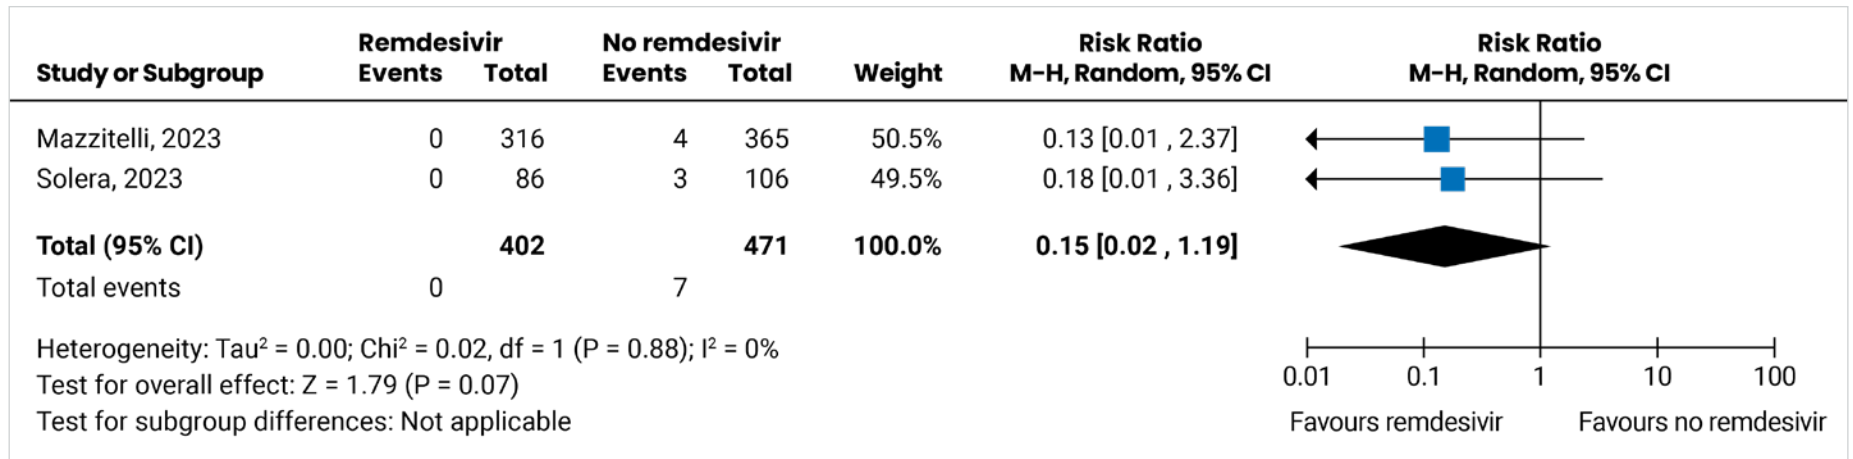 Remdesivir No remdesivir Risk Ratio Risk Ratio
Study or Subgroup Events Total Events Total Weight M-H, Random, 95% CI M-H, Random, 95% CI
Mazzitelli, 2023 0 316 4 365 50.5% 0.13 [0.01 , 2.37]
Solera, 2023 0 86 3 106 49.5% 0.18 [0.01 , 3.36]
Total (95% CI) 402 471 100.0% 0.15 [0.02 , 1.19]
Total events 0 7
Heterogeneity: Tau² = 0.00; Chi² = 0.02, df = 1 (P = 0.88); I² = 0%
Test for overall effect: Z = 1.79 (P = 0.07)
Test for subgroup differences: Not applicable
0.01 0.1 1 10 100
Favours remdesivir Favours no remdesivir